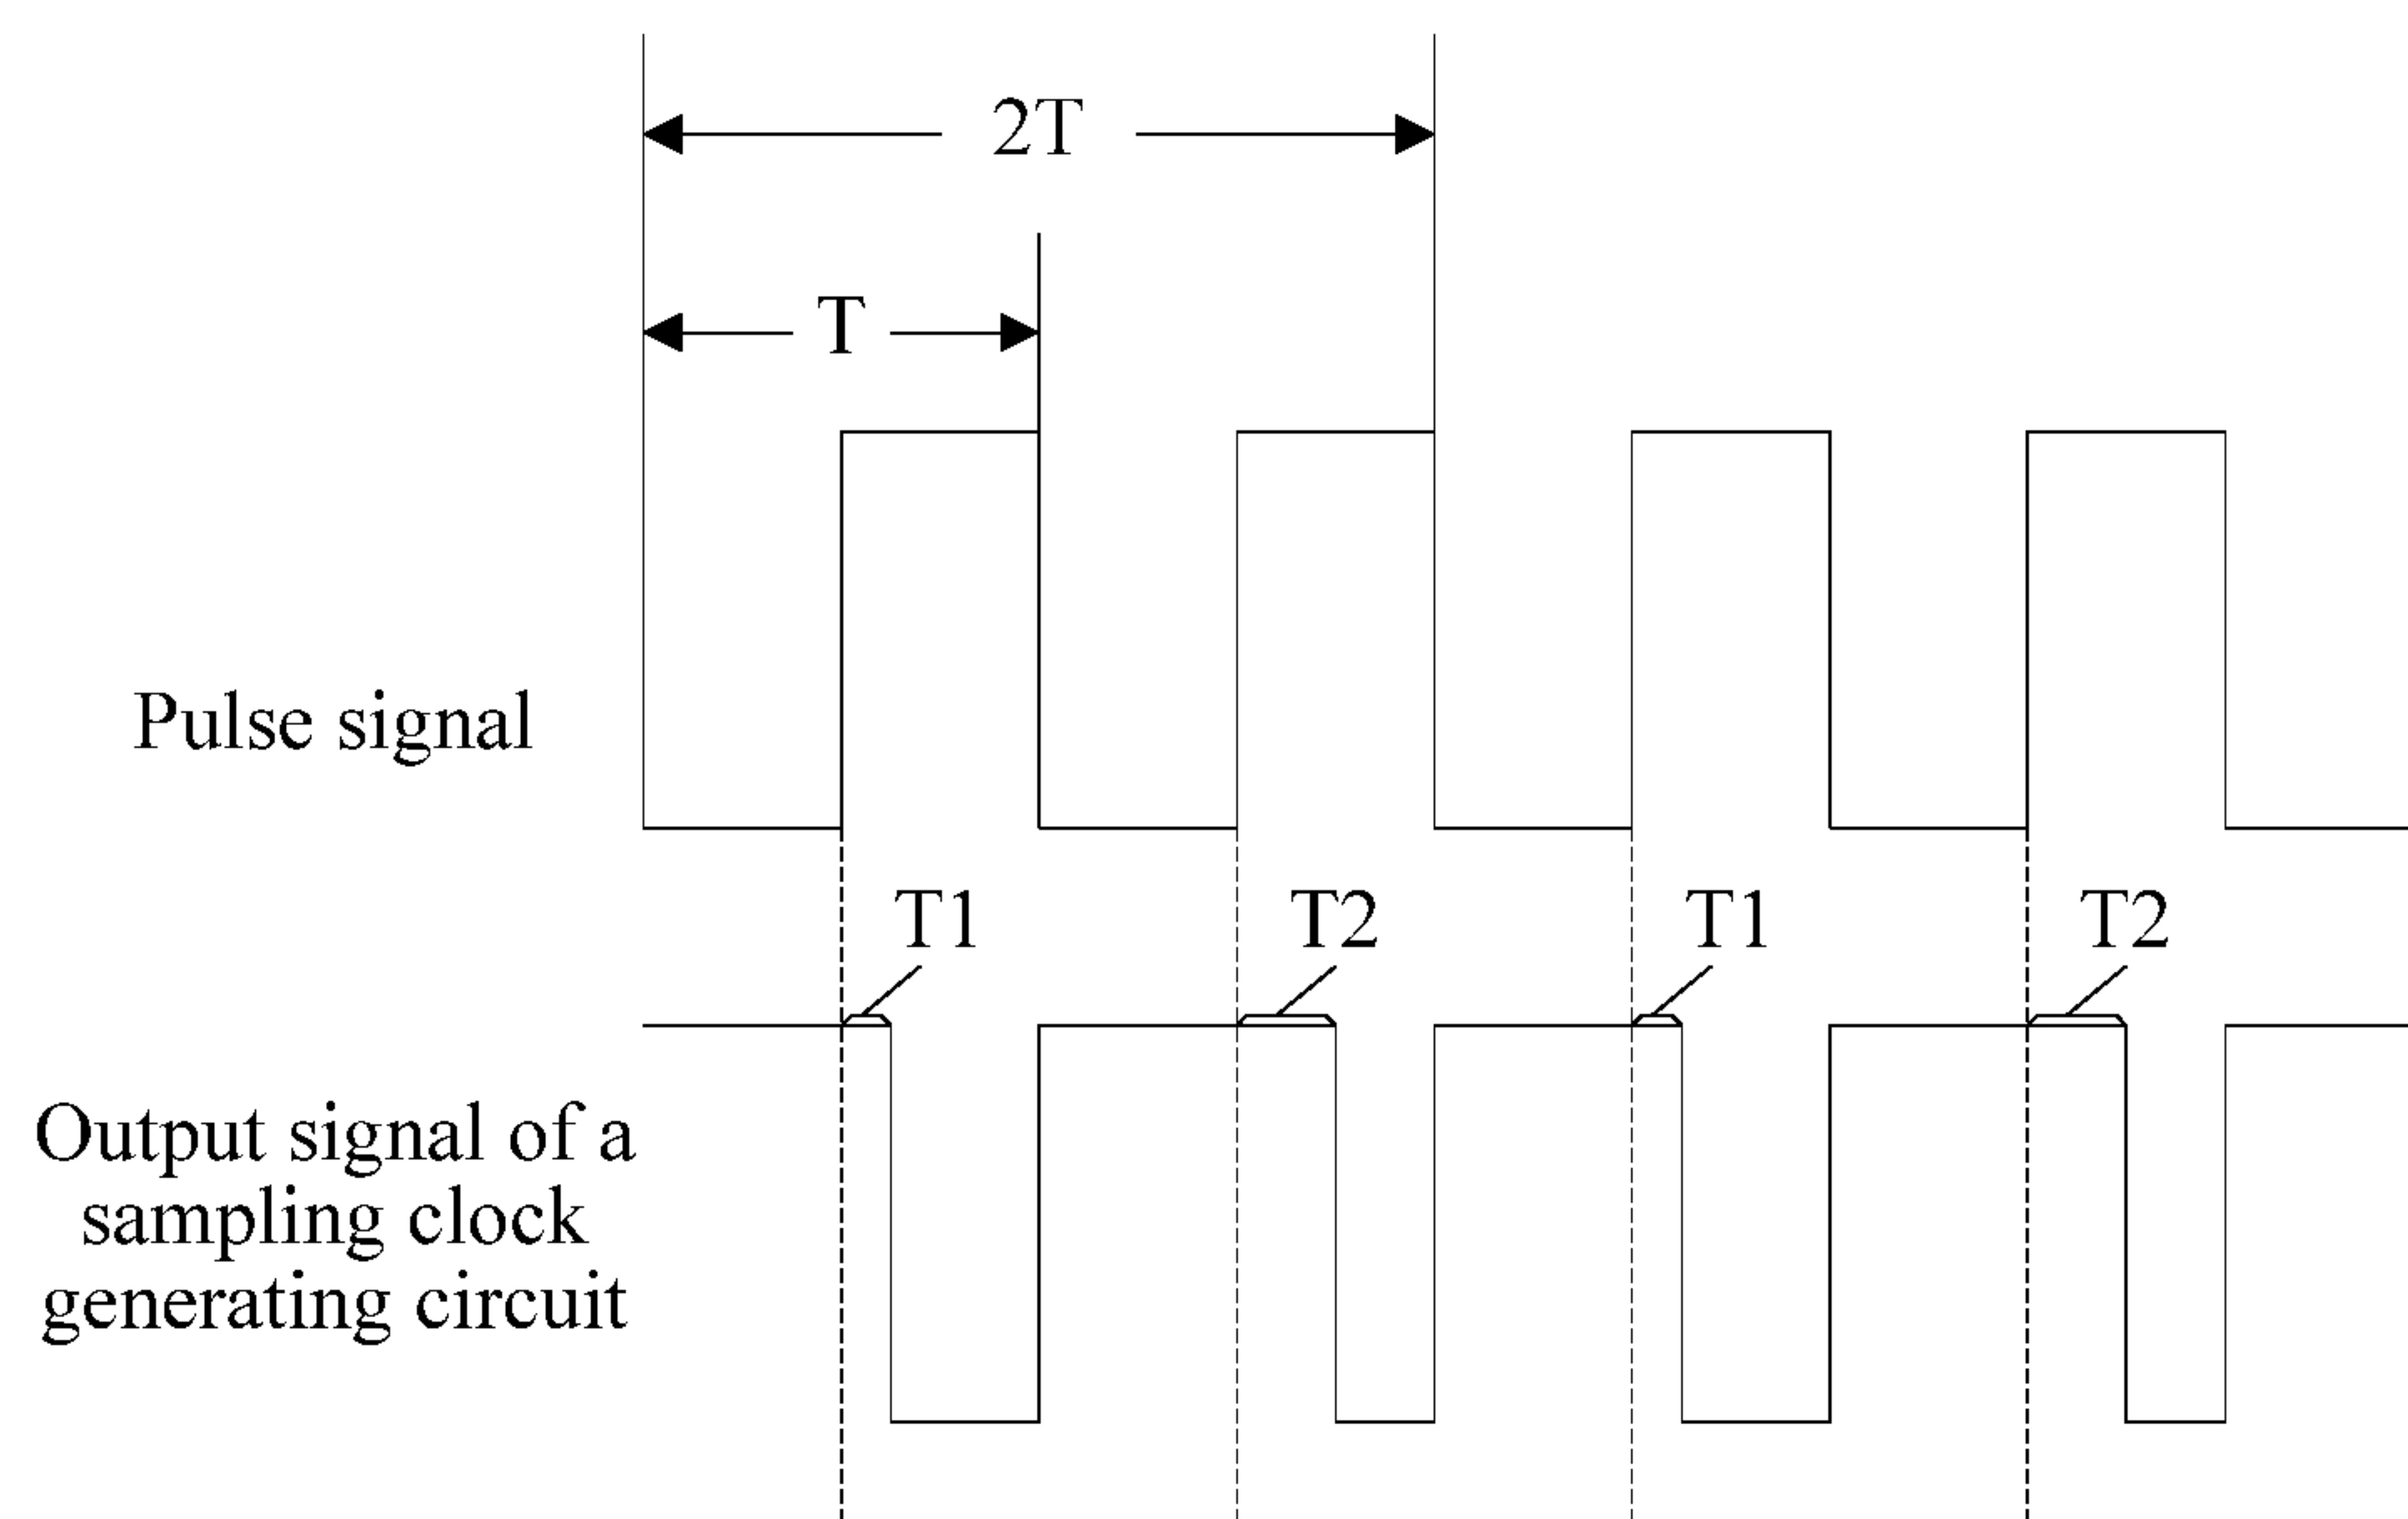 2T
T
Pulse signal
T1
T2
T1
T2
Output signal of a
sampling clock
generating circuit